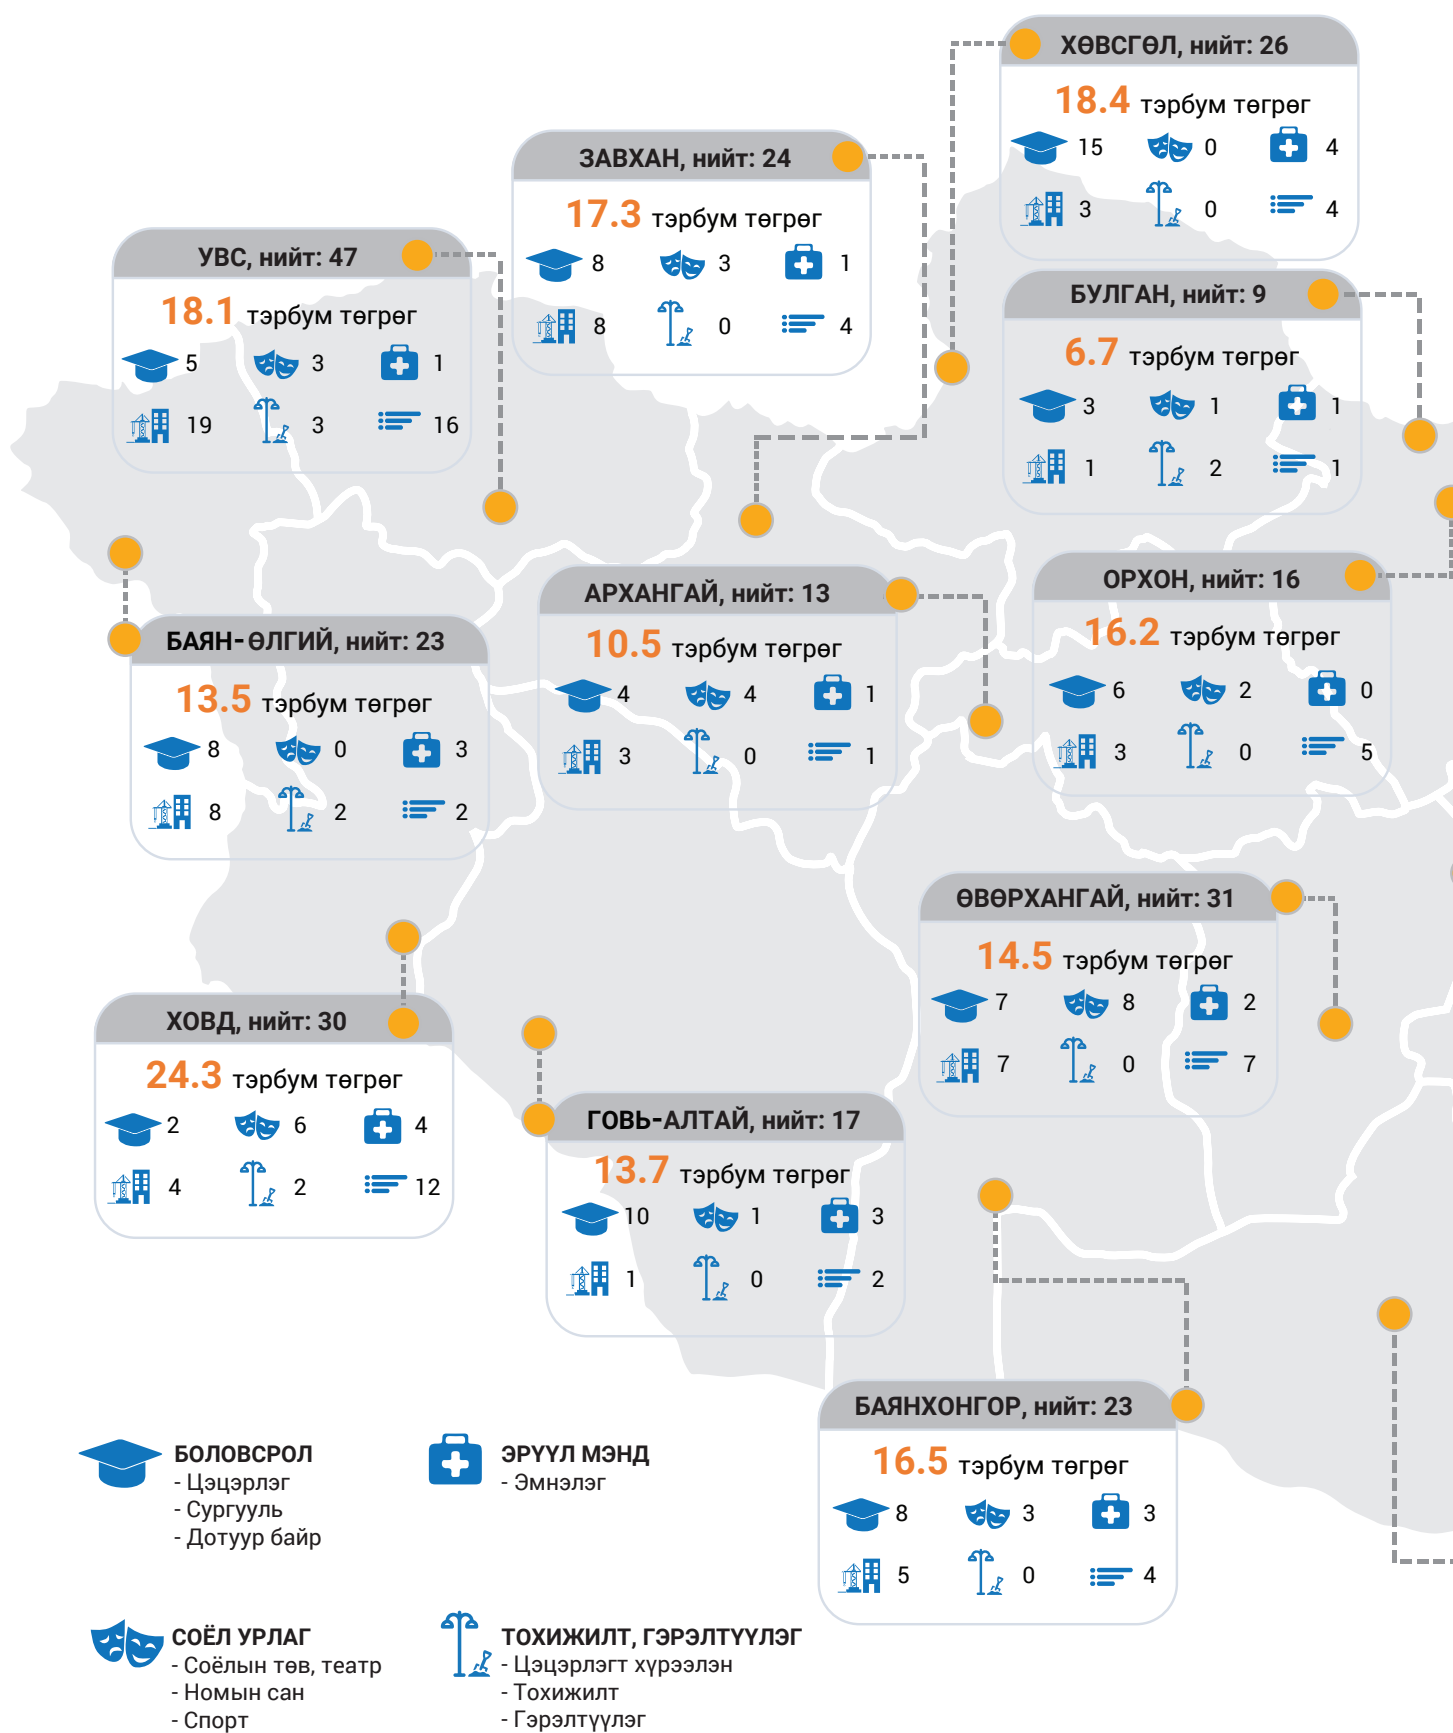 ХӨВСГӨЛ, нийт: 26
18.4 тэрбум төгрөг
15 0 4
3 0 4
ЗАВХАН, нийт: 24
17.3 тэрбум төгрөг
8 3 1
8 0 4
УВС, нийт: 47
18.1 тэрбум төгрөг
5 3 1
19 3 16
БУЛГАН, нийт: 9
6.7 тэрбум төгрөг
3 1 1
1 2 1
АРХАНГАЙ, нийт: 13
10.5 тэрбум төгрөг
4 4 1
3 0 1
ОРХОН, нийт: 16
16.2 тэрбум төгрөг
6 2 0
3 0 5
БАЯН-ӨЛГИЙ, нийт: 23
13.5 тэрбум төгрөг
8 0 3
8 2 2
ӨВӨРХАНГАЙ, нийт: 31
14.5 тэрбум төгрөг
7 8 2
7 0 7
ХОВД, нийт: 30
24.3 тэрбум төгрөг
2 6 4
4 2 12
ГОВЬ-АЛТАЙ, нийт: 17
13.7 тэрбум төгрөг
10 1 3
1 0 2
БАЯНХОНГОР, нийт: 23
16.5 тэрбум төгрөг
8 3 3
5 0 4
БОЛОВСРОЛ
- Цэцэрлэг
- Сургууль
- Дотуур байр
ЭРҮҮЛ МЭНД
- Эмнэлэг
СОЁЛ УРЛАГ
- Соёлын төв, театр
- Номын сан
- Спорт
ТОХИЖИЛТ, ГЭРЭЛТҮҮЛЭГ
- Цэцэрлэгт хүрээлэн
- Тохижилт
- Гэрэлтүүлэг